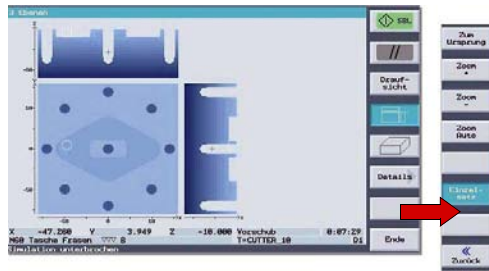 3 Ebenen
SBL
//
Drauf-
sicht
Details
Ende
X -47.260 Y 3.949 Z -10.000 Vorschub 0:07:29
N60 Tasche Fräsen ▽▽▽ B T=CUTTER 10 D1
Simulation unterbrochen
Zum
Ursprung
Zoom
+
Zoom
-
Zoom
Auto
Einzel-
satz
Zurück